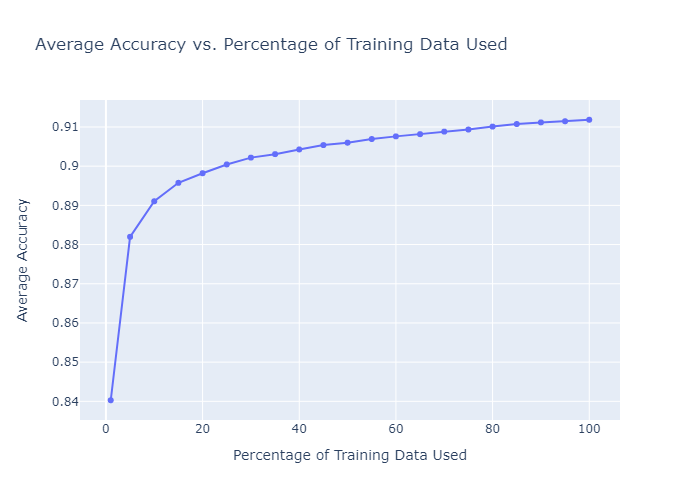 Average Accuracy vs. Percentage of Training Data Used
0.91
0.9
0.89
0.88
0.87
0.86
0.85
0.84
Average Accuracy
0 20 40 60 80 100
Percentage of Training Data Used